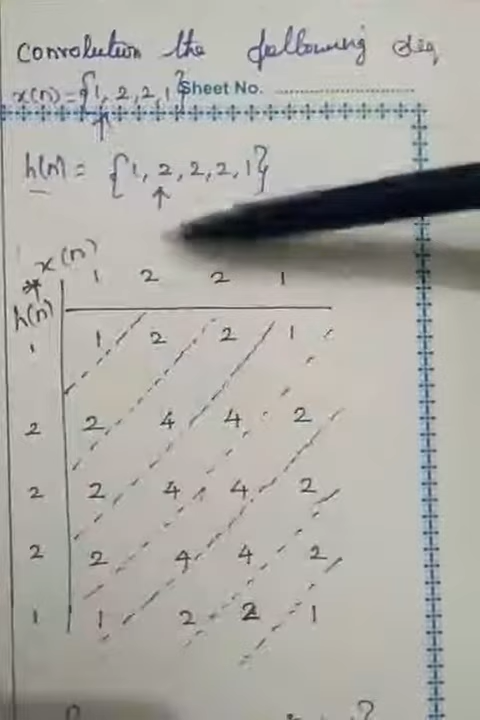 convolution the following sig
x(n)={1, 2, 2, 1} Sheet No. ........................
↑
h(n) = {1, 2, 2, 2, 1}
↑
x(n)
* 1 2 2 1
h(n)
1 1 2 2 1
2 2 4 4 2
2 2 4 4 2
2 2 4 4 2
1 1 2 2 1